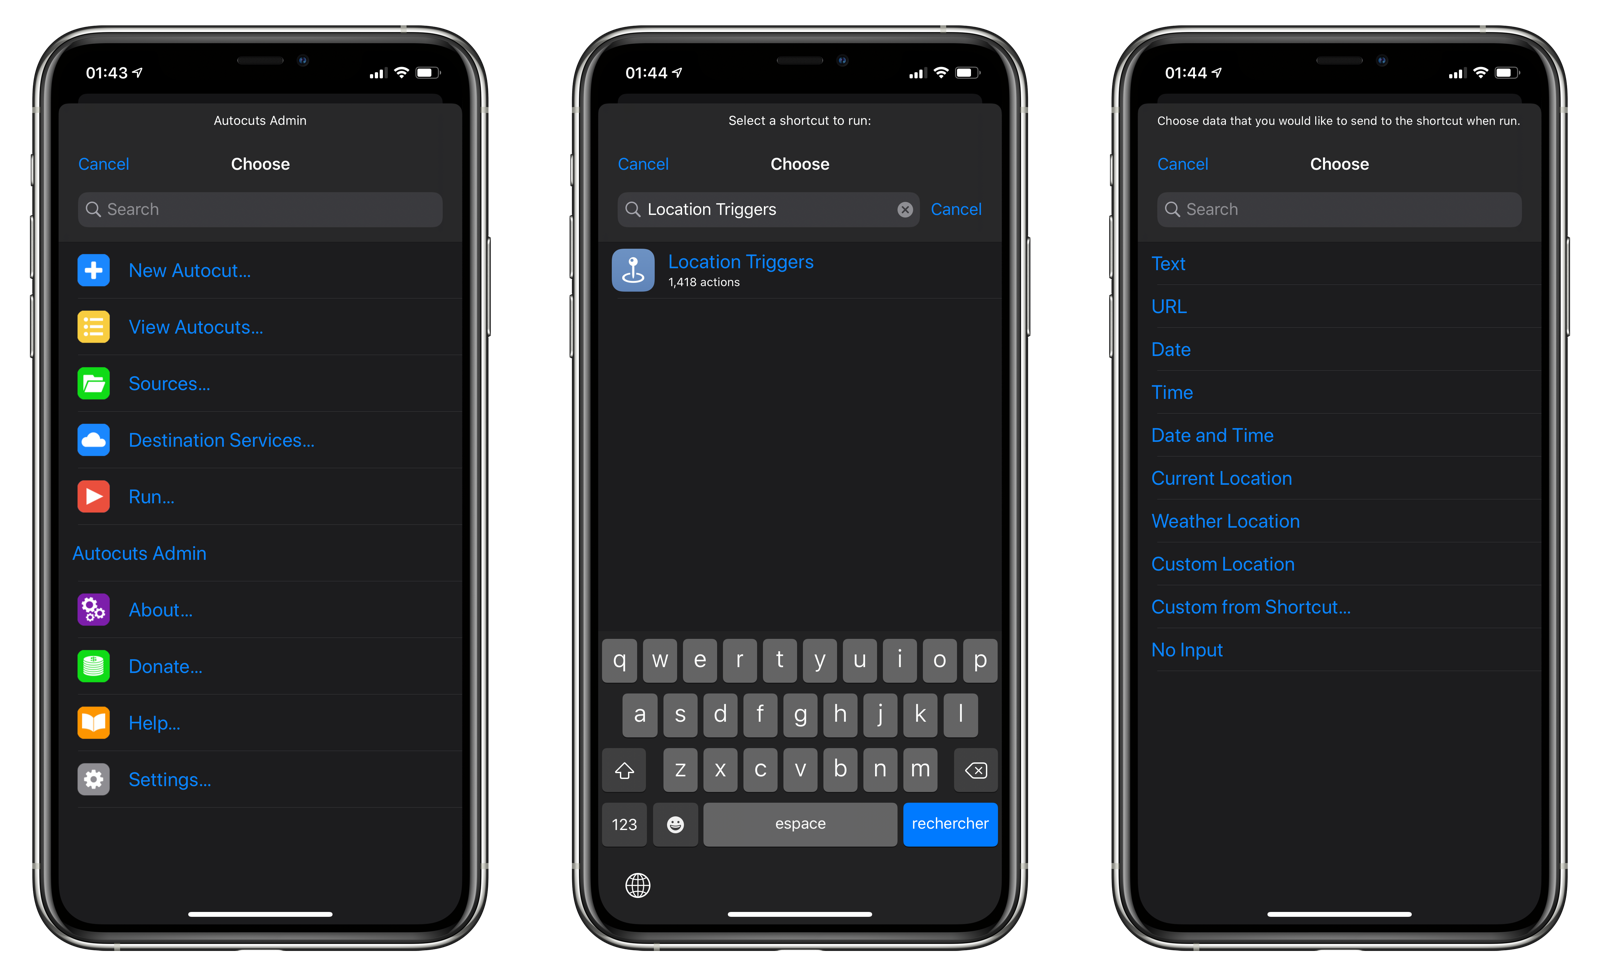 01:43
Autocuts Admin
Cancel
Choose
Search
New Autocut...
View Autocuts...
Sources...
Destination Services...
Run...
Autocuts Admin
About...
Donate...
Help...
Settings...
01:44
Select a shortcut to run:
Cancel
Choose
Location Triggers
Cancel
Location Triggers
1,418 actions
q w e r t y u i o p
a s d f g h j k l
z x c v b n m
123
espace
rechercher
01:44
Choose data that you would like to send to the shortcut when run.
Cancel
Choose
Search
Text
URL
Date
Time
Date and Time
Current Location
Weather Location
Custom Location
Custom from Shortcut...
No Input